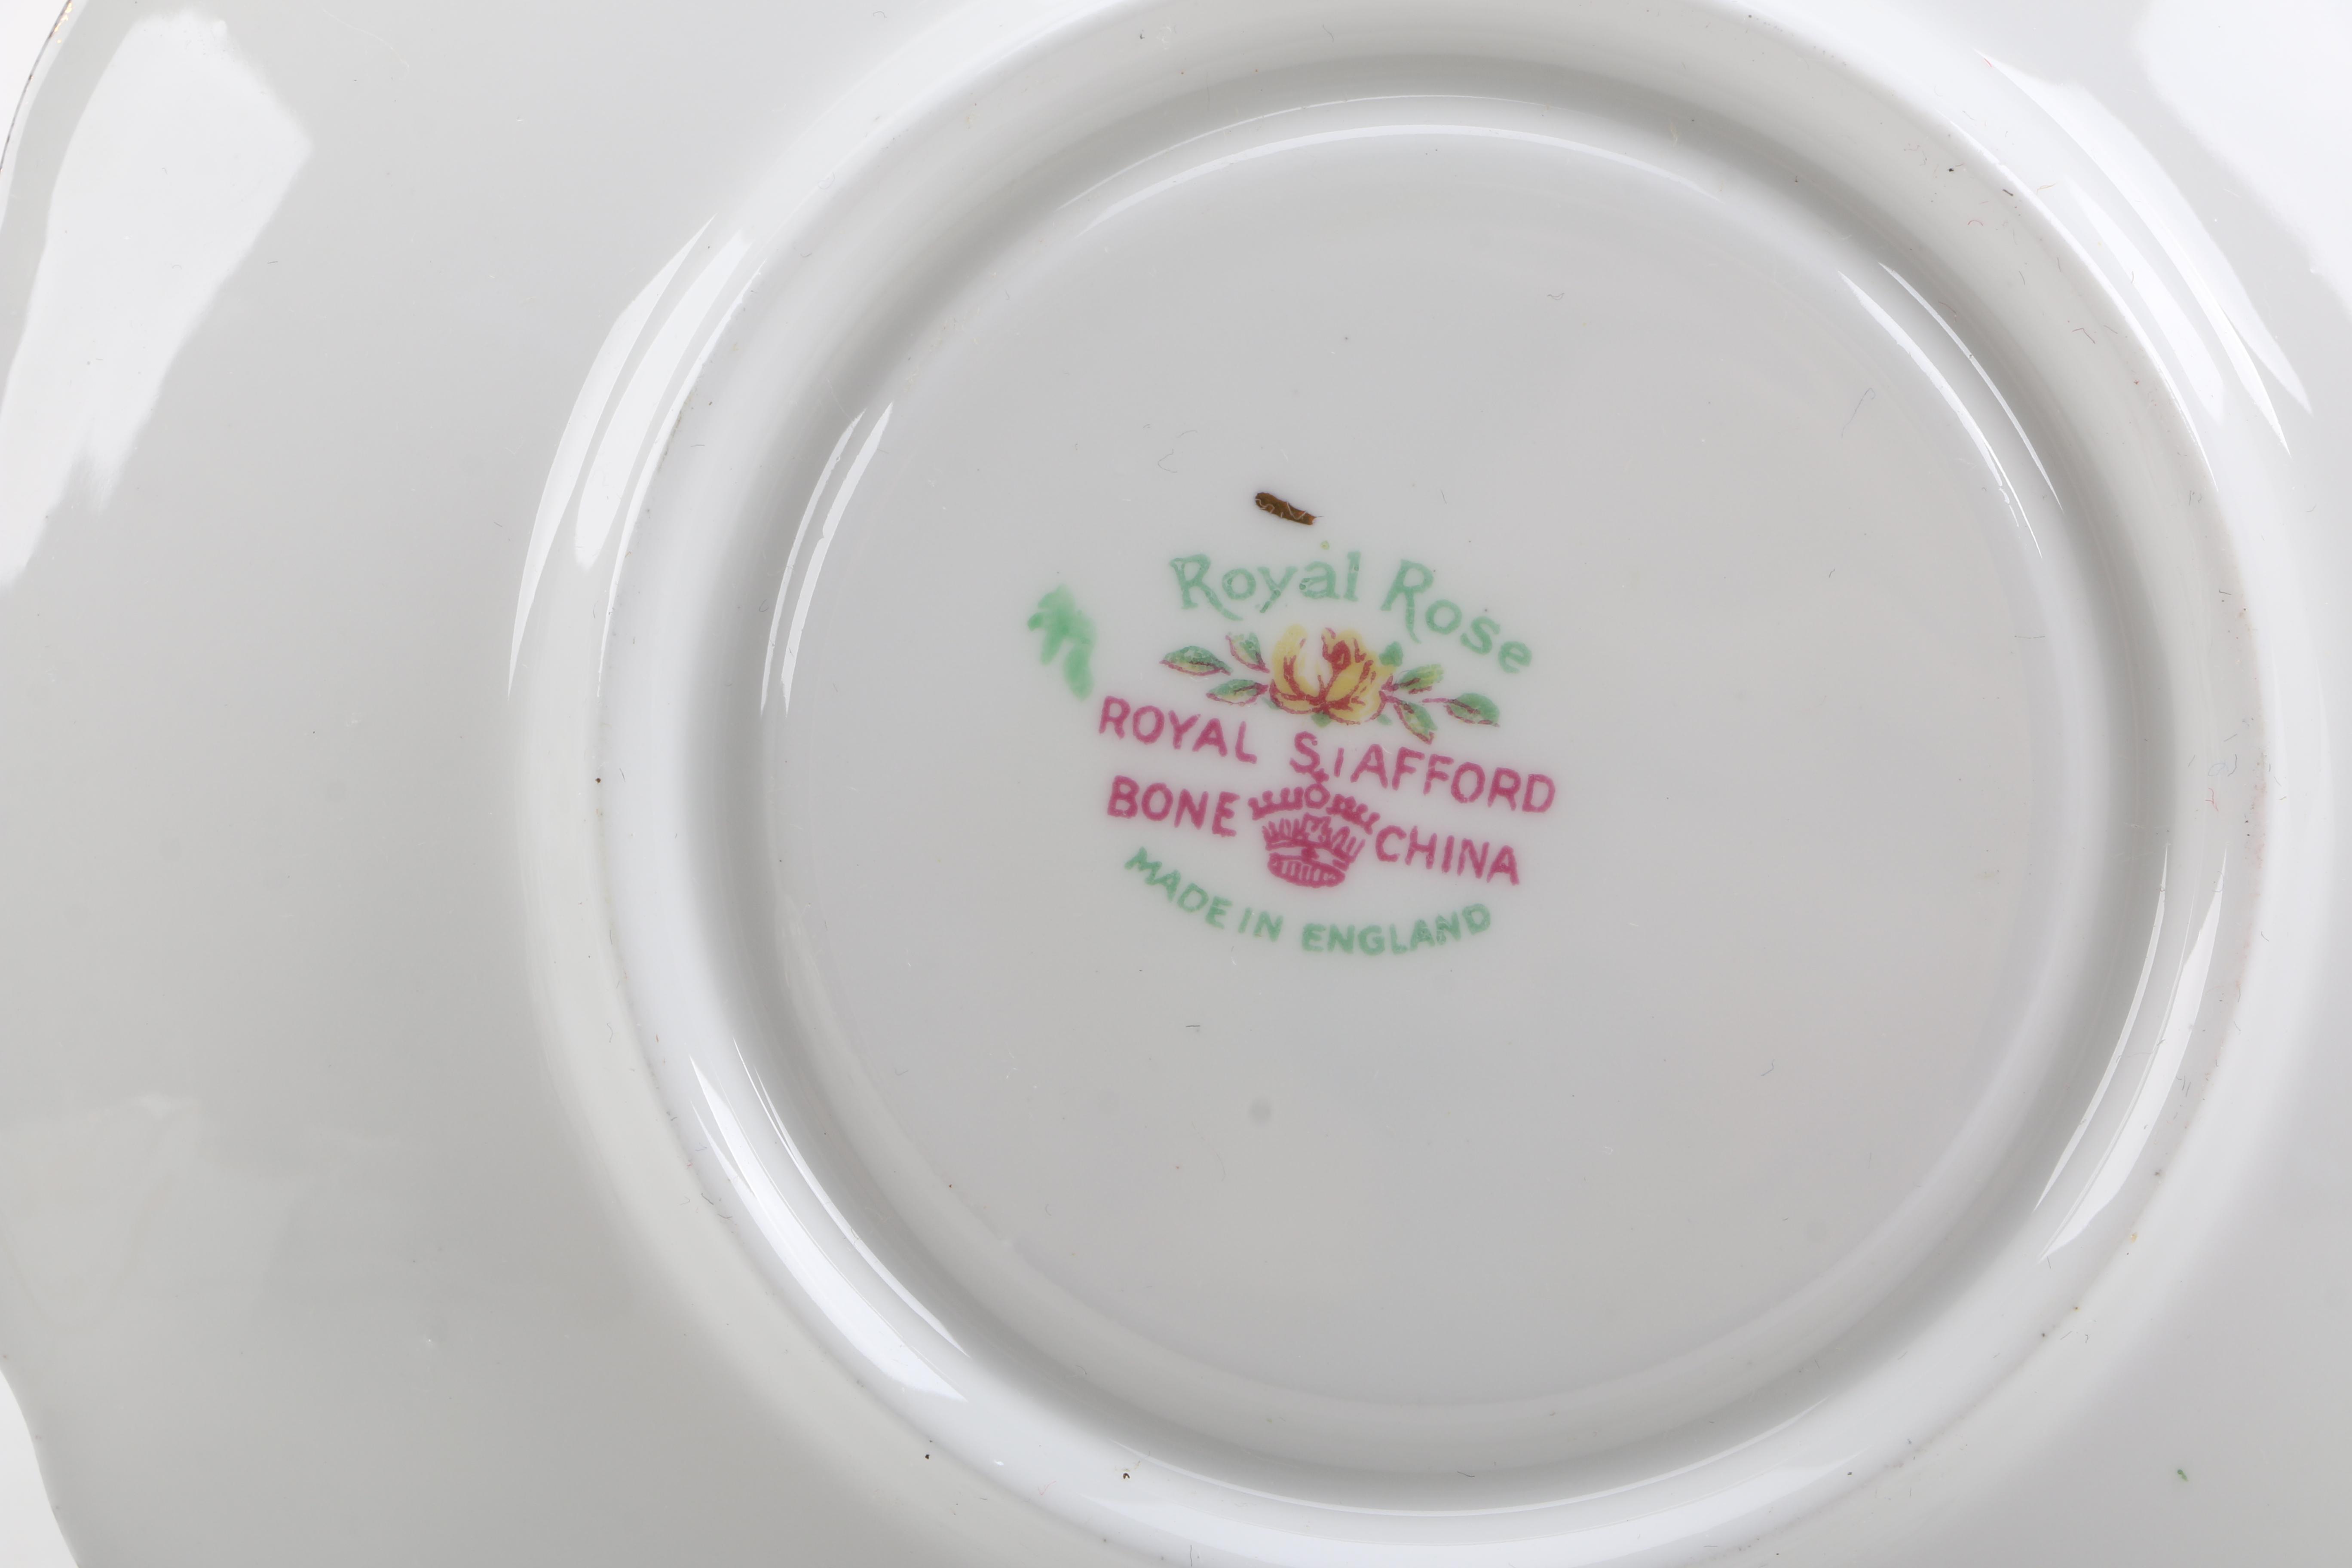 Royal Rose
ROYAL STAFFORD
BONE CHINA
MADE IN ENGLAND